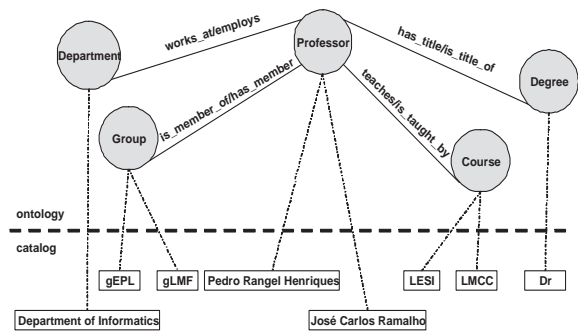 works_at/employs
Professor
has_title/is_title_of
Department
Degree
is_member_of/has_member
teaches/is_taught_by
Group
Course
ontology
catalog
gEPL
gLMF
Pedro Rangel Henriques
LESI
LMCC
Dr
Department of Informatics
José Carlos Ramalho